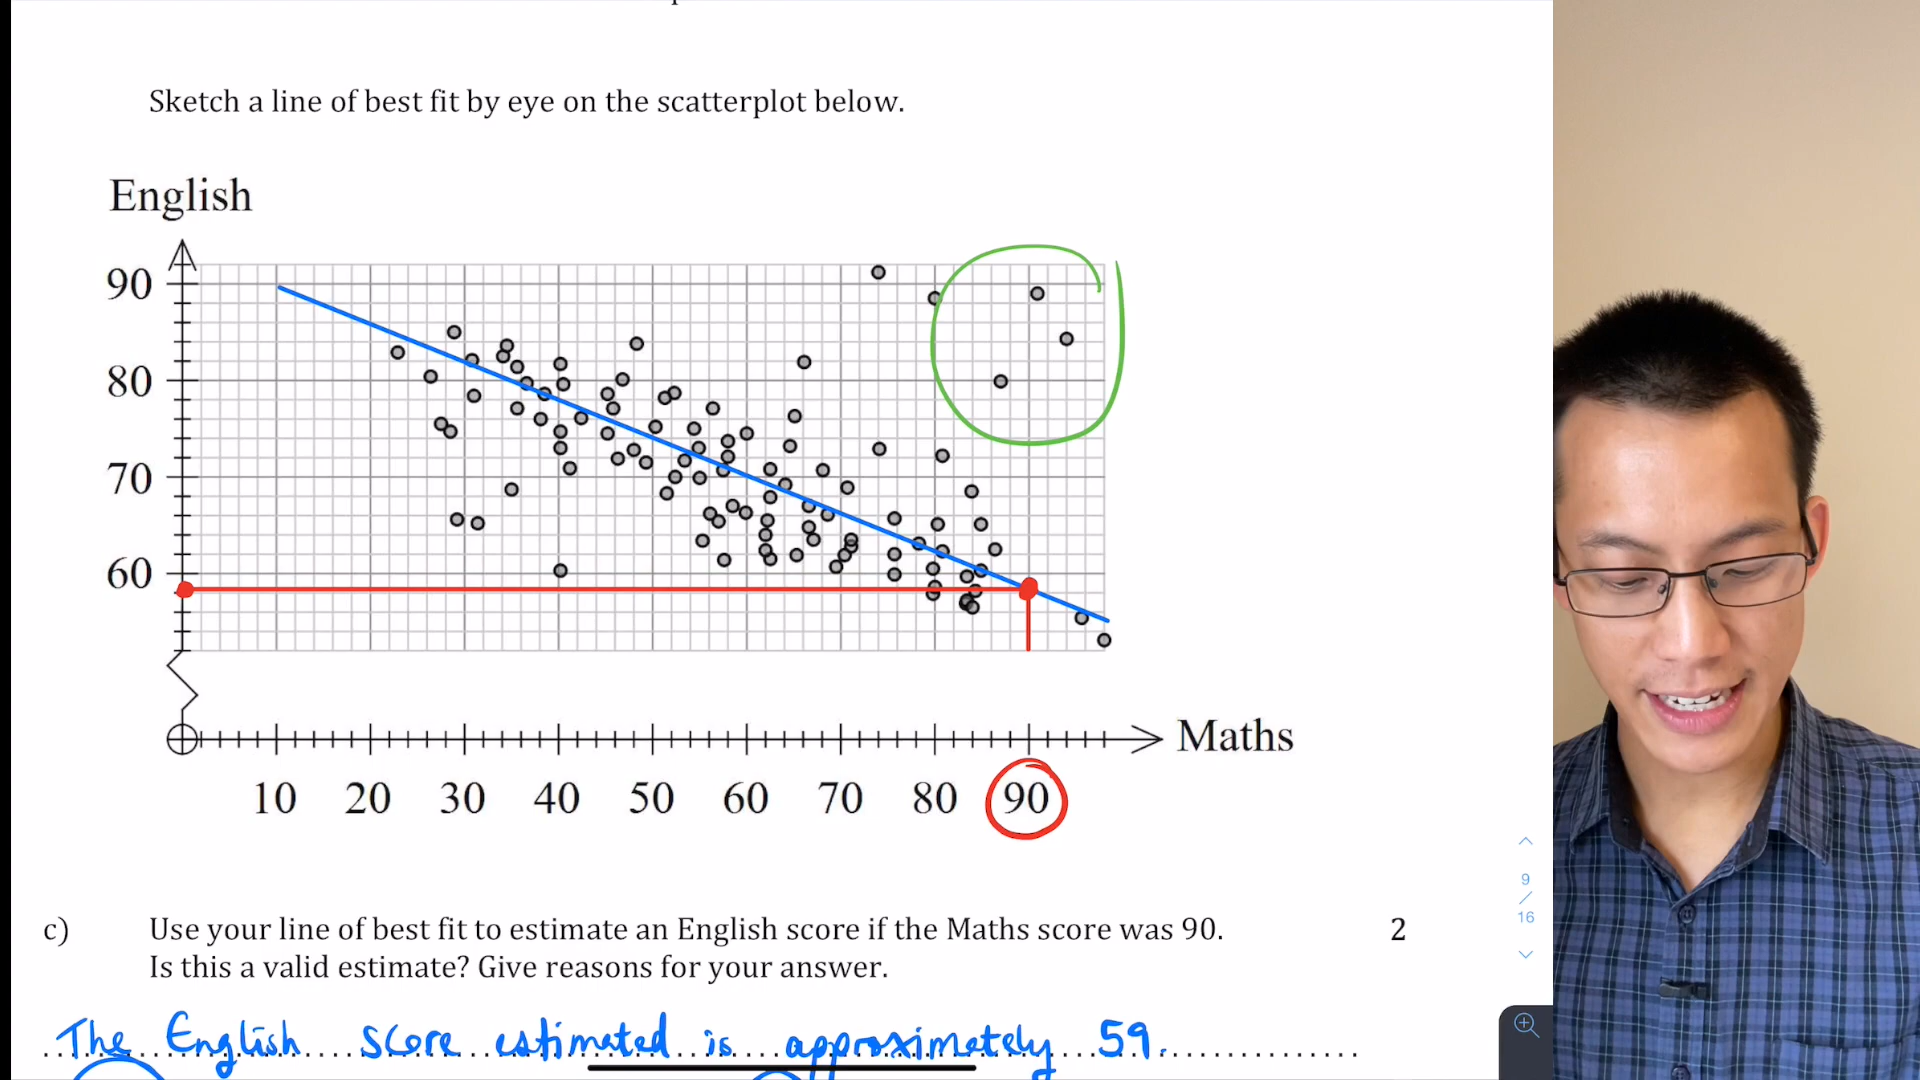 Sketch a line of best fit by eye on the scatterplot below.
English
90
80
70
60
Maths
10 20 30 40 50 60 70 80 90
9
/
16
c) Use your line of best fit to estimate an English score if the Maths score was 90. 2
Is this a valid estimate? Give reasons for your answer.
The English score estimated is approximately 59.